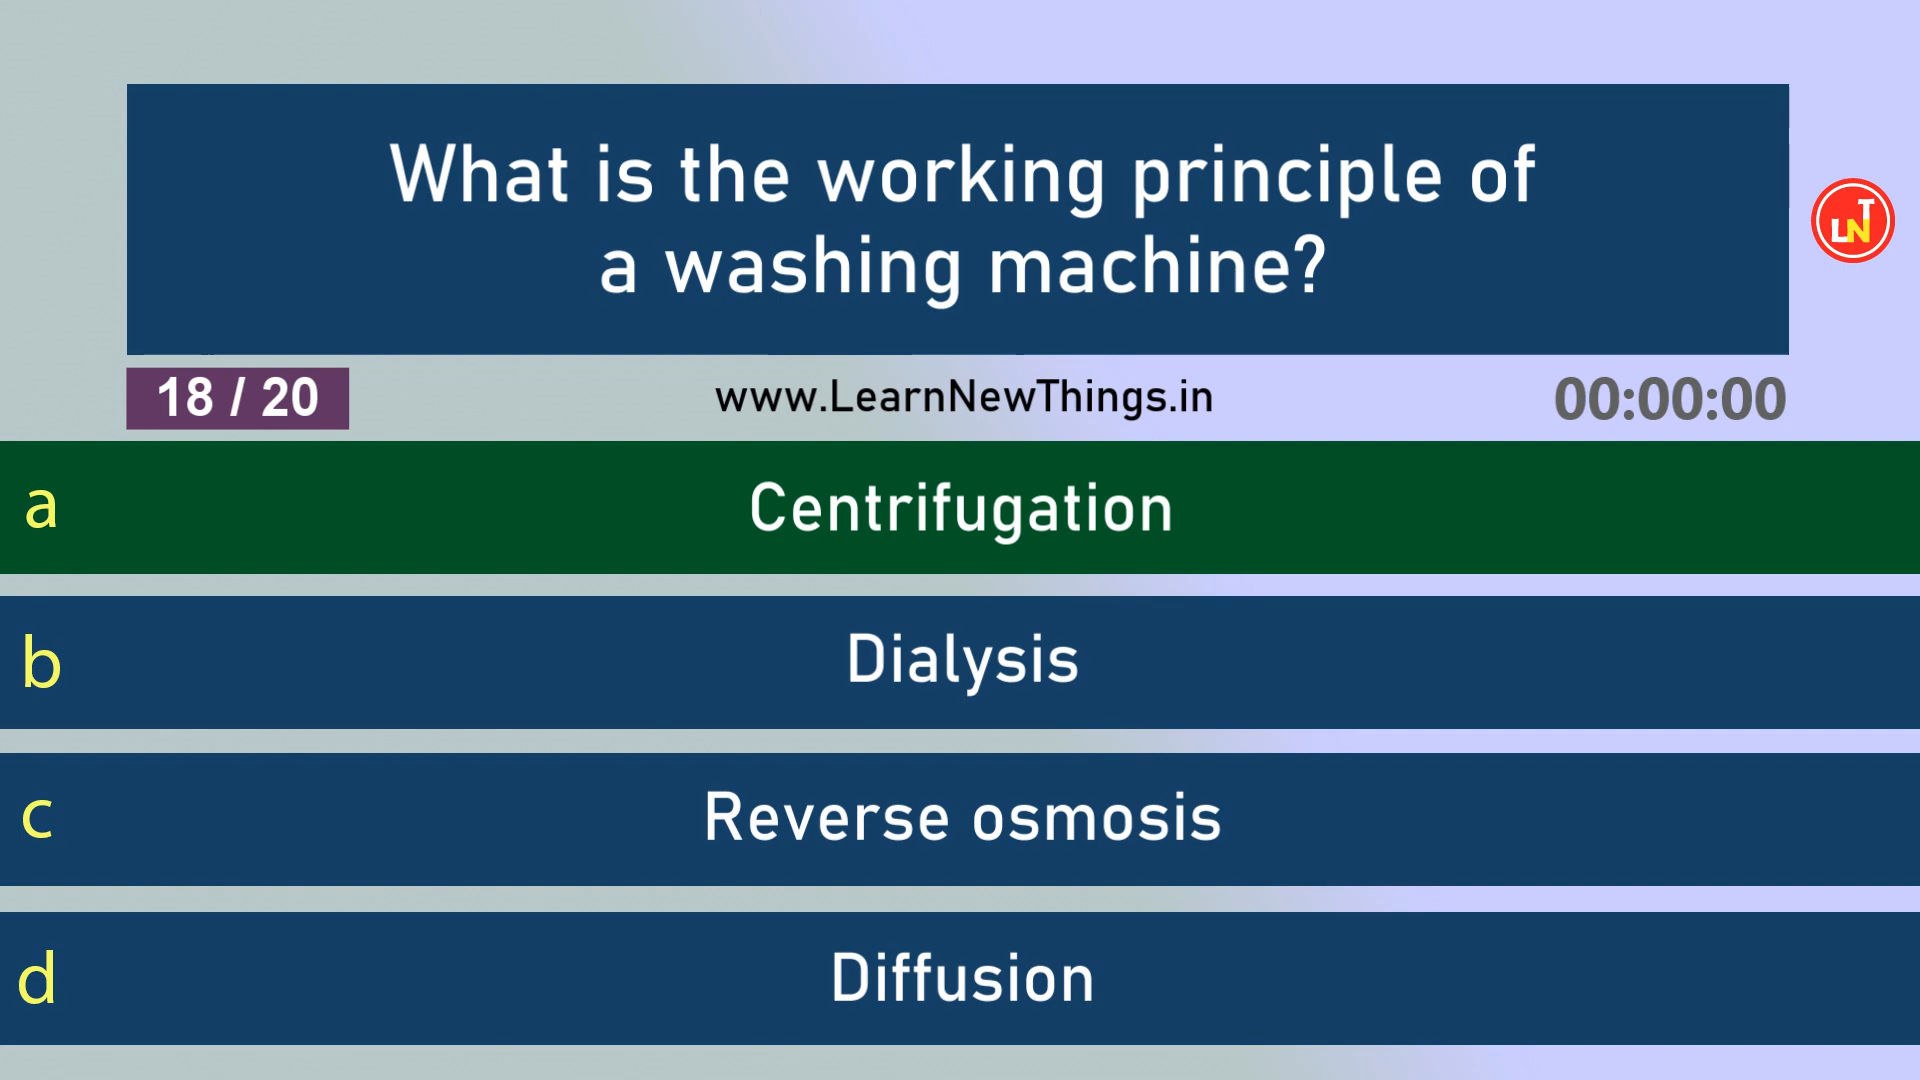 What is the working principle of
a washing machine?
LNT
18 / 20
www.LearnNewThings.in
00:00:00
a
Centrifugation
b
Dialysis
c
Reverse osmosis
d
Diffusion